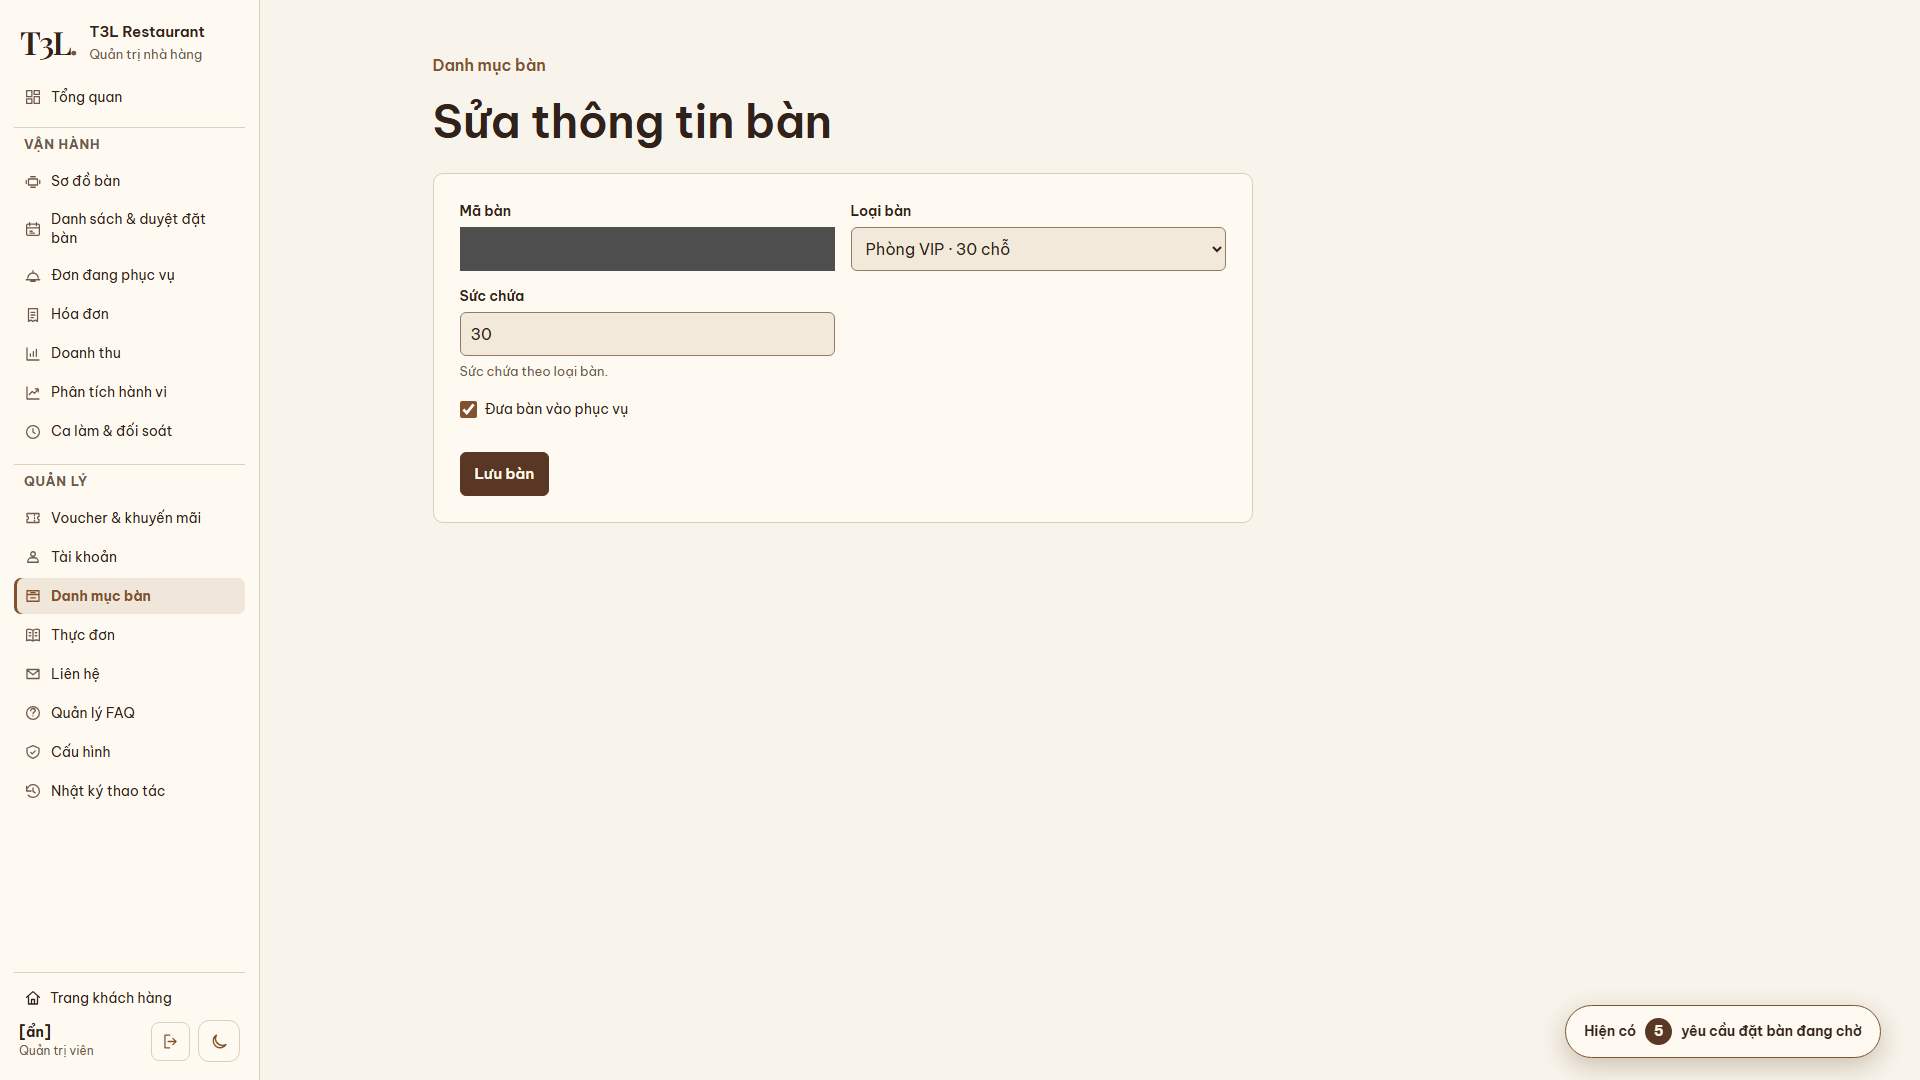 T3L.
T3L Restaurant
Quản trị nhà hàng
Tổng quan
VẬN HÀNH
Sơ đồ bàn
Danh sách & duyệt đặt
bàn
Đơn đang phục vụ
Hóa đơn
Doanh thu
Phân tích hành vi
Ca làm & đối soát
QUẢN LÝ
Voucher & khuyến mãi
Tài khoản
Danh mục bàn
Thực đơn
Liên hệ
Quản lý FAQ
Cấu hình
Nhật ký thao tác
Trang khách hàng
[ẩn]
Quản trị viên
Danh mục bàn
Sửa thông tin bàn
Mã bàn
Loại bàn
Phòng VIP · 30 chỗ
Sức chứa
30
Sức chứa theo loại bàn.
Đưa bàn vào phục vụ
Lưu bàn
Hiện có 5 yêu cầu đặt bàn đang chờ